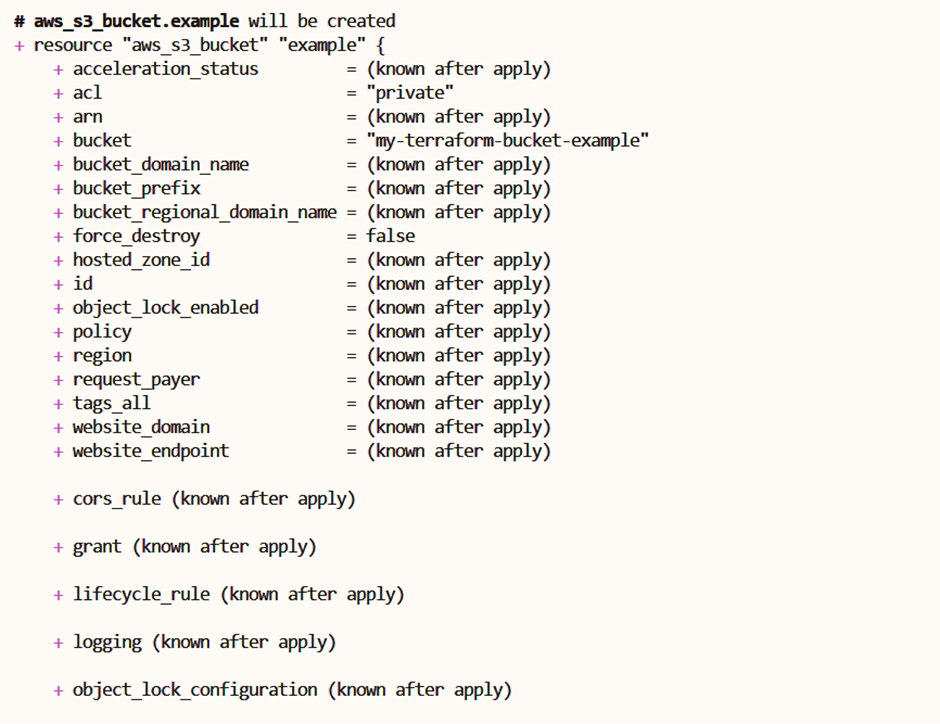 # aws_s3_bucket.example will be created
+ resource "aws_s3_bucket" "example" {
    + acceleration_status         = (known after apply)
    + acl                         = "private"
    + arn                         = (known after apply)
    + bucket                      = "my-terraform-bucket-example"
    + bucket_domain_name          = (known after apply)
    + bucket_prefix               = (known after apply)
    + bucket_regional_domain_name = (known after apply)
    + force_destroy               = false
    + hosted_zone_id              = (known after apply)
    + id                          = (known after apply)
    + object_lock_enabled         = (known after apply)
    + policy                      = (known after apply)
    + region                      = (known after apply)
    + request_payer               = (known after apply)
    + tags_all                    = (known after apply)
    + website_domain              = (known after apply)
    + website_endpoint            = (known after apply)

    + cors_rule (known after apply)

    + grant (known after apply)

    + lifecycle_rule (known after apply)

    + logging (known after apply)

    + object_lock_configuration (known after apply)